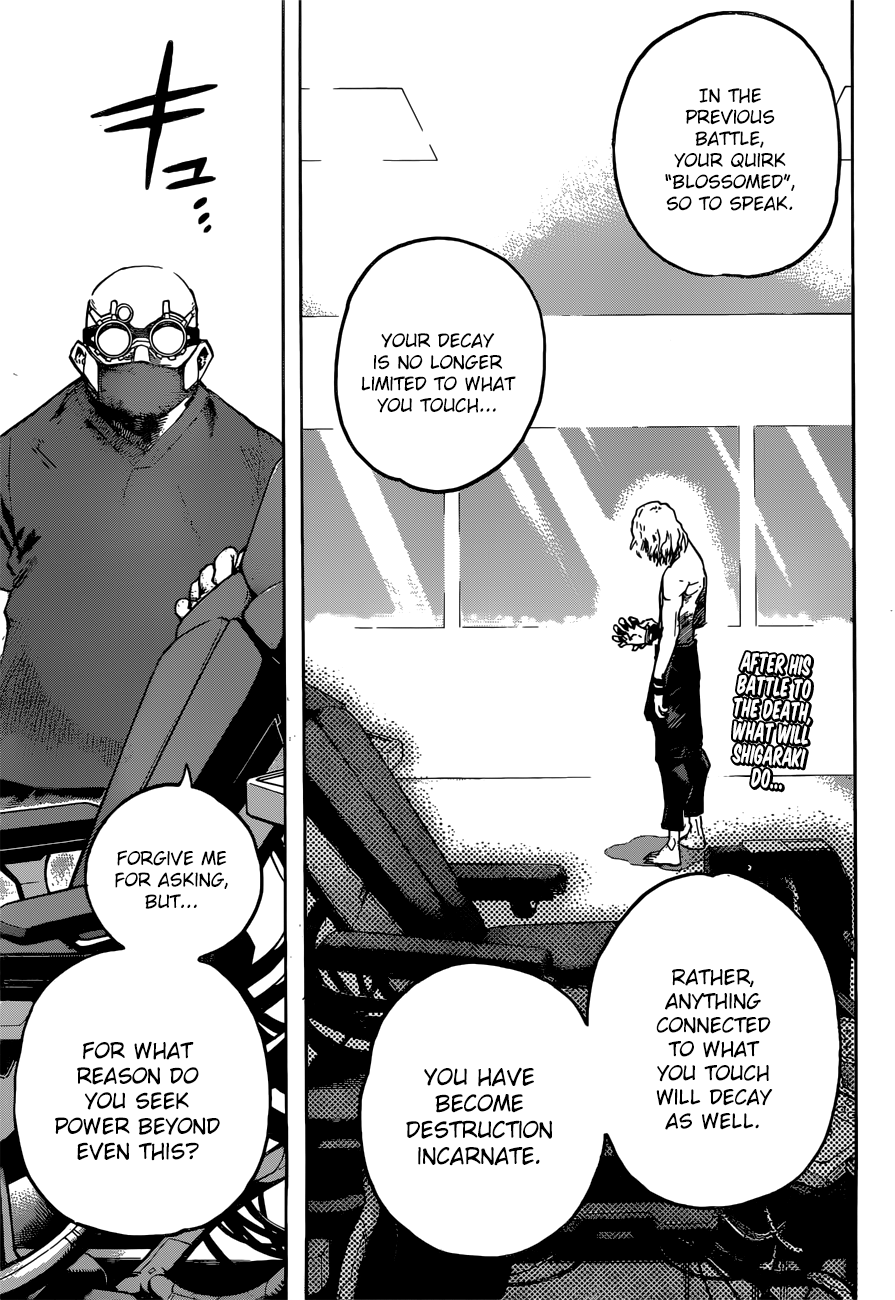 IN THE
PREVIOUS
BATTLE,
YOUR QUIRK
"BLOSSOMED",
SO TO SPEAK.
YOUR DECAY
IS NO LONGER
LIMITED TO WHAT
YOU TOUCH...
AFTER HIS
BATTLE TO
THE DEATH,
WHAT WILL
SHIGARAKI
DO...
RATHER,
ANYTHING
CONNECTED
TO WHAT
YOU TOUCH
WILL DECAY
AS WELL.
YOU HAVE
BECOME
DESTRUCTION
INCARNATE.
キュ...
FORGIVE ME
FOR ASKING,
BUT...
FOR WHAT
REASON DO
YOU SEEK
POWER BEYOND
EVEN THIS?